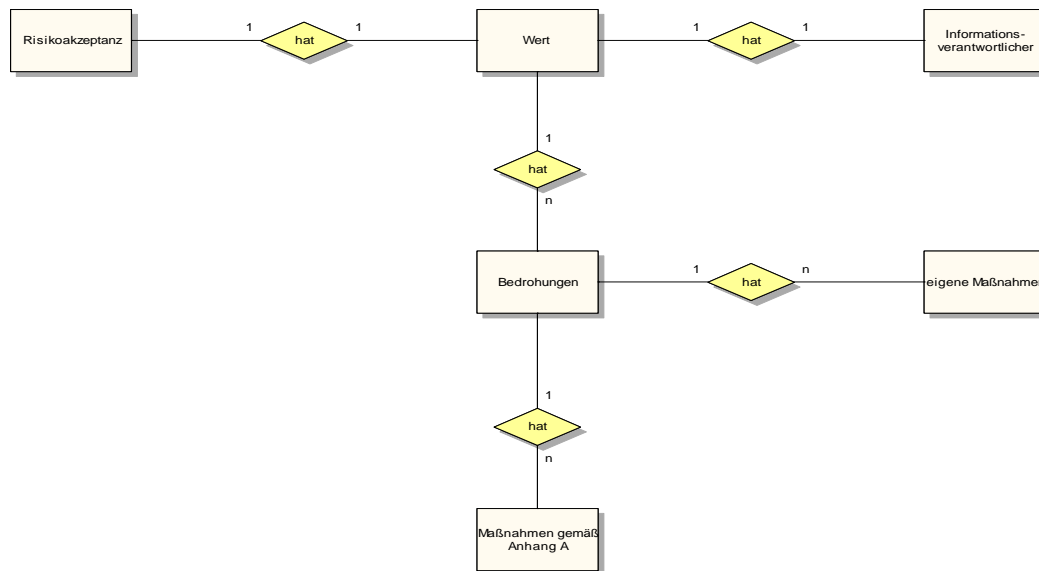 Risikoakzeptanz
1
hat
1
Wert
1
hat
1
Informations-
verantwortlicher
1
hat
n
Bedrohungen
1
hat
n
eigene Maßnahmen
1
hat
n
Maßnahmen gemäß
Anhang A